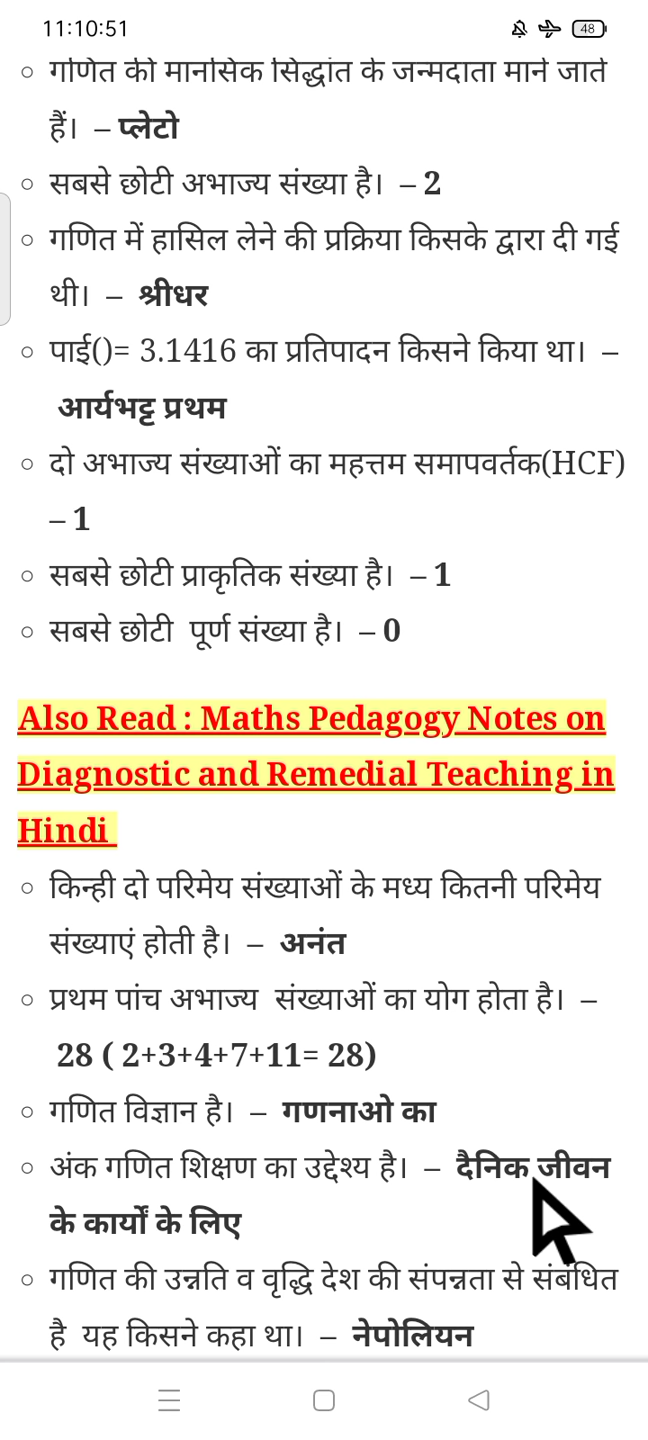 11:10:51
48
गणित की मानसिक सिद्धांत के जन्मदाता माने जाते
हैं। – प्लेटो
सबसे छोटी अभाज्य संख्या है। – 2
गणित में हासिल लेने की प्रक्रिया किसके द्वारा दी गई
थी। – श्रीधर
पाई()= 3.1416 का प्रतिपादन किसने किया था। –
आर्यभट्ट प्रथम
दो अभाज्य संख्याओं का महत्तम समापवर्तक(HCF)
– 1
सबसे छोटी प्राकृतिक संख्या है। – 1
सबसे छोटी पूर्ण संख्या है। – 0
Also Read : Maths Pedagogy Notes on
Diagnostic and Remedial Teaching in
Hindi
किन्ही दो परिमेय संख्याओं के मध्य कितनी परिमेय
संख्याएं होती है। – अनंत
प्रथम पांच अभाज्य संख्याओं का योग होता है। –
28 ( 2+3+4+7+11= 28)
गणित विज्ञान है। – गणनाओ का
अंक गणित शिक्षण का उद्देश्य है। – दैनिक जीवन
के कार्यों के लिए
गणित की उन्नति व वृद्धि देश की संपन्नता से संबंधित
है यह किसने कहा था। – नेपोलियन